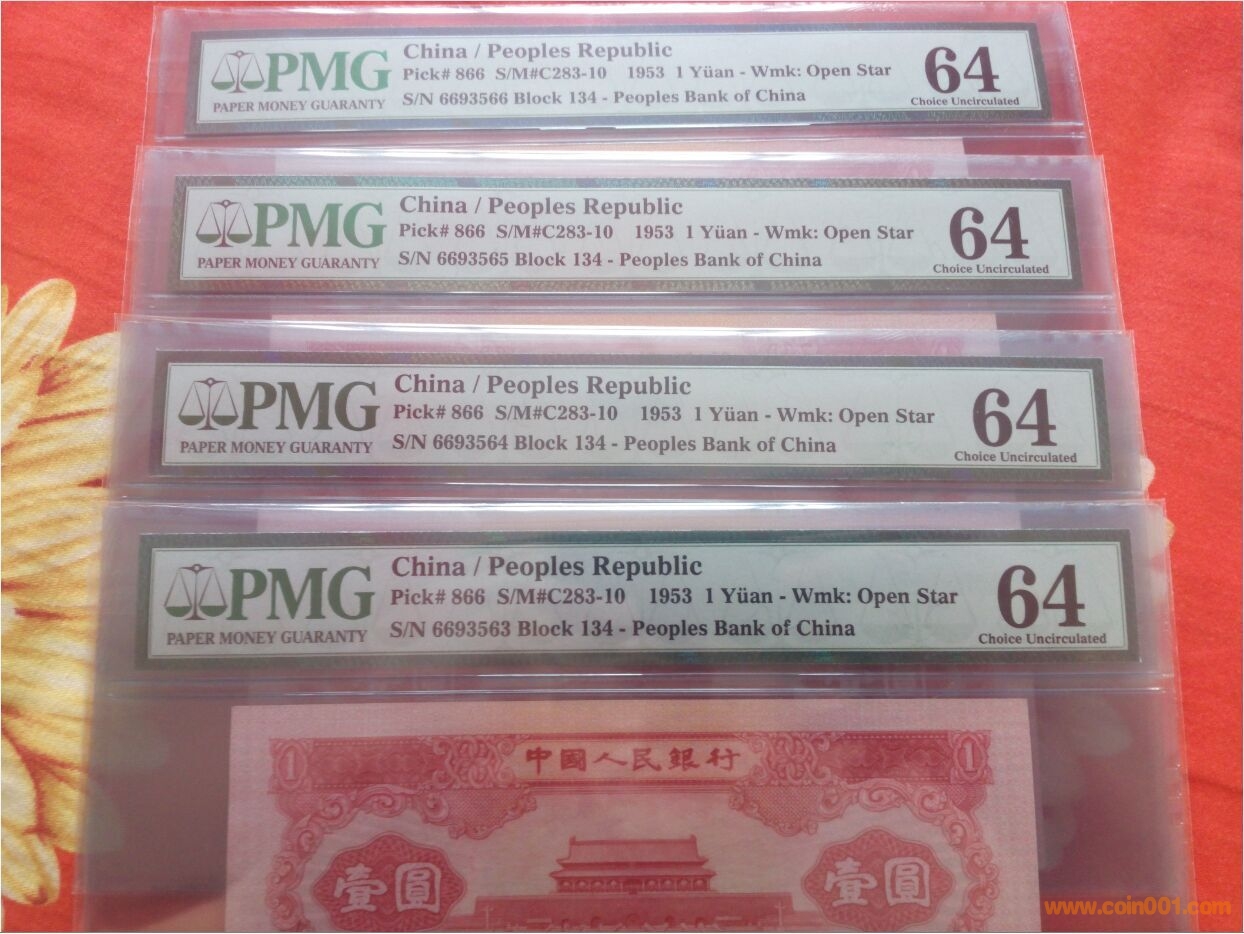 PMG
PAPER MONEY GUARANTY
China / Peoples Republic
Pick# 866 S/M#C283-10 1953 1 Yüan - Wmk: Open Star
S/N 6693566 Block 134 - Peoples Bank of China
64
Choice Uncirculated
PMG
PAPER MONEY GUARANTY
China / Peoples Republic
Pick# 866 S/M#C283-10 1953 1 Yüan - Wmk: Open Star
S/N 6693565 Block 134 - Peoples Bank of China
64
Choice Uncirculated
PMG
PAPER MONEY GUARANTY
China / Peoples Republic
Pick# 866 S/M#C283-10 1953 1 Yüan - Wmk: Open Star
S/N 6693564 Block 134 - Peoples Bank of China
64
Choice Uncirculated
PMG
PAPER MONEY GUARANTY
China / Peoples Republic
Pick# 866 S/M#C283-10 1953 1 Yüan - Wmk: Open Star
S/N 6693563 Block 134 - Peoples Bank of China
64
Choice Uncirculated
1 中國人民銀行 1
壹圓 壹圓
www.coin001.com